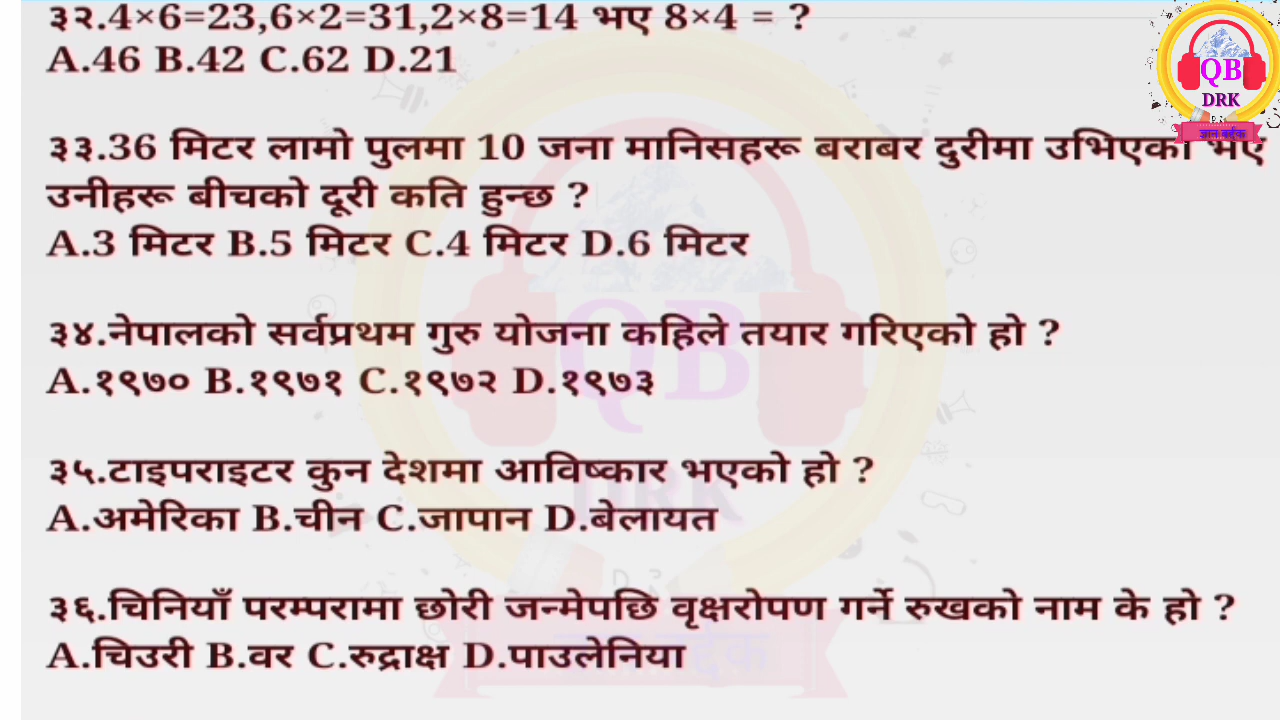 ३२.4×6=23,6×2=31,2×8=14 भए 8×4 = ?
A.46 B.42 C.62 D.21
३३.36 मिटर लामो पुलमा 10 जना मानिसहरू बराबर दुरीमा उभिएको भए
उनीहरू बीचको दूरी कति हुन्छ ?
A.3 मिटर B.5 मिटर C.4 मिटर D.6 मिटर
३४.नेपालको सर्वप्रथम गुरु योजना कहिले तयार गरिएको हो ?
A.१९७० B.१९७१ C.१९७२ D.१९७३
३५.टाइपराइटर कुन देशमा आविष्कार भएको हो ?
A.अमेरिका B.चीन C.जापान D.बेलायत
३६.चिनियाँ परम्परामा छोरी जन्मेपछि वृक्षरोपण गर्ने रुखको नाम के हो ?
A.चिउरी B.वर C.रुद्राक्ष D.पाउलेनिया
QB
DRK
QB
DRK